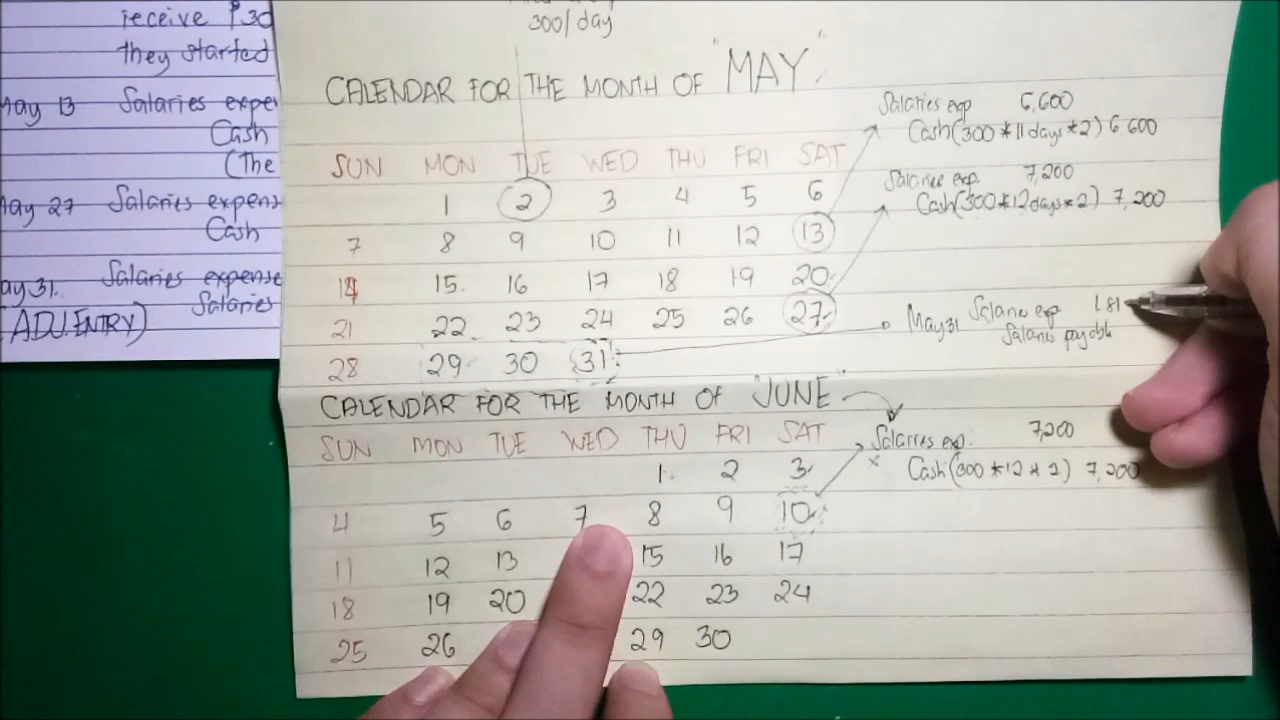 receive ₱30
they started
May 13 Salaries expe
Cash
(The
May 27 Salaries expens
Cash
ay 31. Salaries expense
Salaries
(ADJ. ENTRY)
300/day
CALENDAR FOR THE MONTH OF "MAY"
SUN MON TUE WED THU FRI SAT
1 2 3 4 5 6
7 8 9 10 11 12 13
14 15 16 17 18 19 20
21 22 23 24 25 26 27
28 29 30 31
Salaries exp 6,600
Cash (300*11days*2) 6 600
Salaries exp. 7,200
Cash (300*12days*2) 7,200
May 31 Salaries exp 1,81
Salaries payable
CALENDAR FOR THE MONTH OF "JUNE"
SUN MON TUE WED THU FRI SAT
1 2 3
4 5 6 7 8 9 10
11 12 13 15 16 17
18 19 20 22 23 24
25 26 29 30
Salaries exp. 7,200
Cash (300*12*2) 7,200